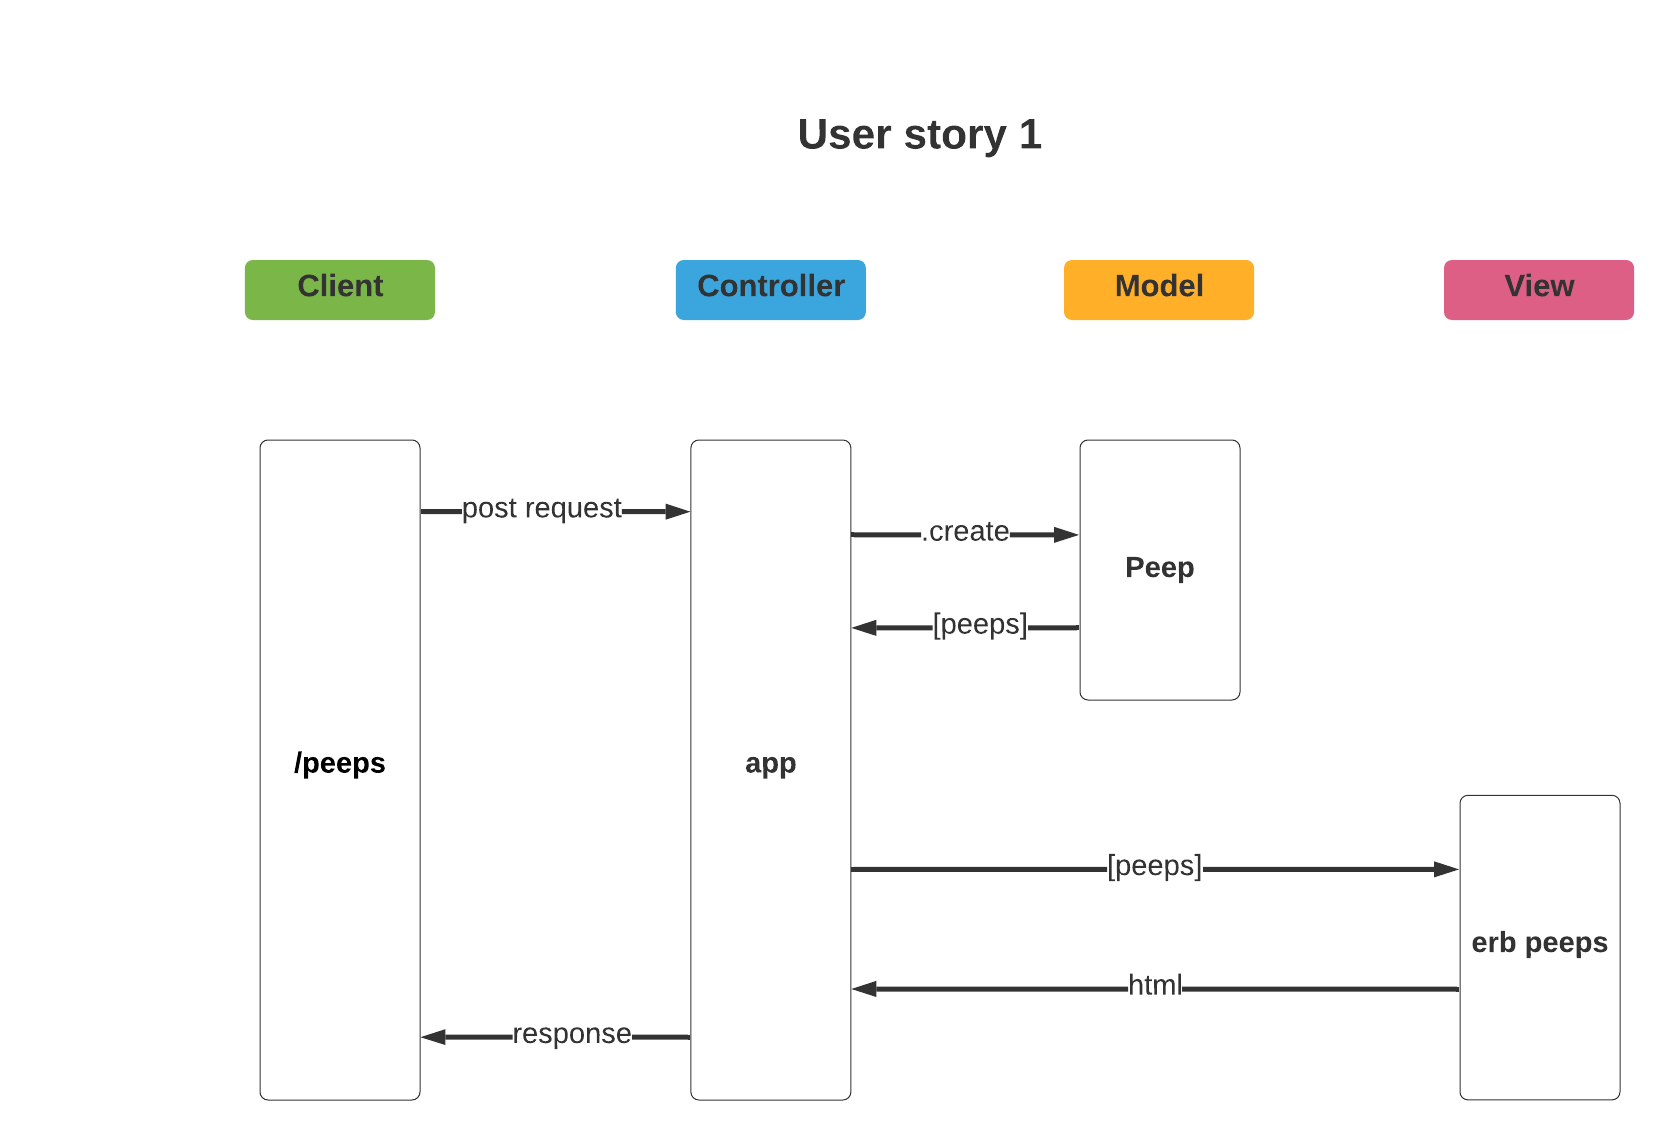 User story 1
Client
Controller
Model
View
post request
.create
Peep
[peeps]
/peeps
app
[peeps]
erb peeps
html
response